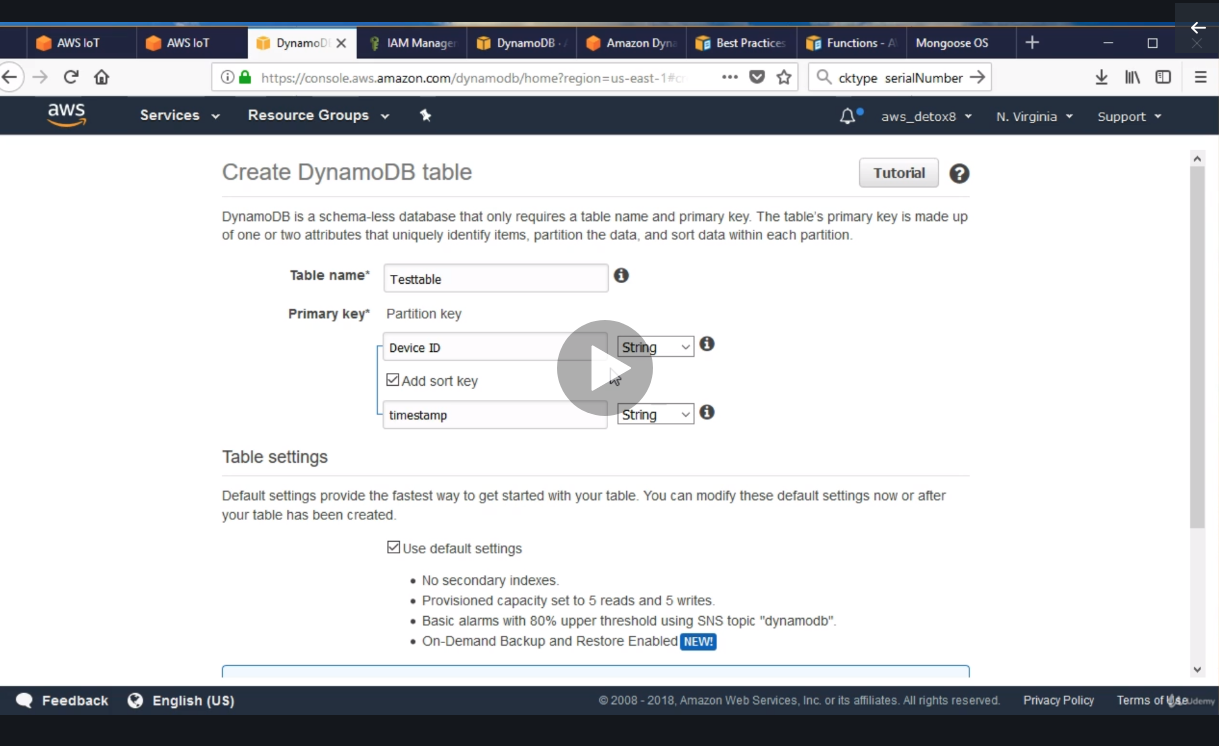 AWS IoT
AWS IoT
DynamoD
IAM Manager
DynamoDB - A
Amazon Dyna
Best Practices
Functions - A
Mongoose OS
https://console.aws.amazon.com/dynamodb/home?region=us-east-1#c
cktype serialNumber
aws
Services
Resource Groups
aws_detox8
N. Virginia
Support
Create DynamoDB table
Tutorial
DynamoDB is a schema-less database that only requires a table name and primary key. The table's primary key is made up
of one or two attributes that uniquely identify items, partition the data, and sort data within each partition.
Table name*
Testtable
Primary key*
Partition key
Device ID
String
Add sort key
timestamp
String
Table settings
Default settings provide the fastest way to get started with your table. You can modify these default settings now or after
your table has been created.
Use default settings
No secondary indexes.
Provisioned capacity set to 5 reads and 5 writes.
Basic alarms with 80% upper threshold using SNS topic "dynamodb".
On-Demand Backup and Restore Enabled NEW!
Feedback
English (US)
© 2008 - 2018, Amazon Web Services, Inc. or its affiliates. All rights reserved.
Privacy Policy
Terms of Use
Udemy